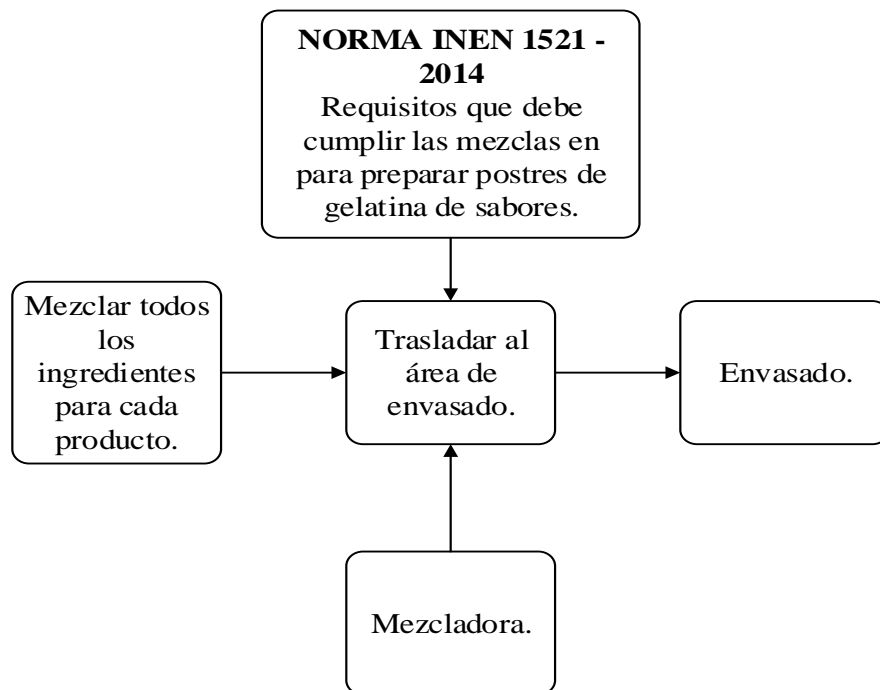 NORMA INEN 1521 -
2014
Requisitos que debe
cumplir las mezclas en
para preparar postres de
gelatina de sabores.
Mezclar todos
los
ingredientes
para cada
producto.
Trasladar al
área de
envasado.
Envasado.
Mezcladora.